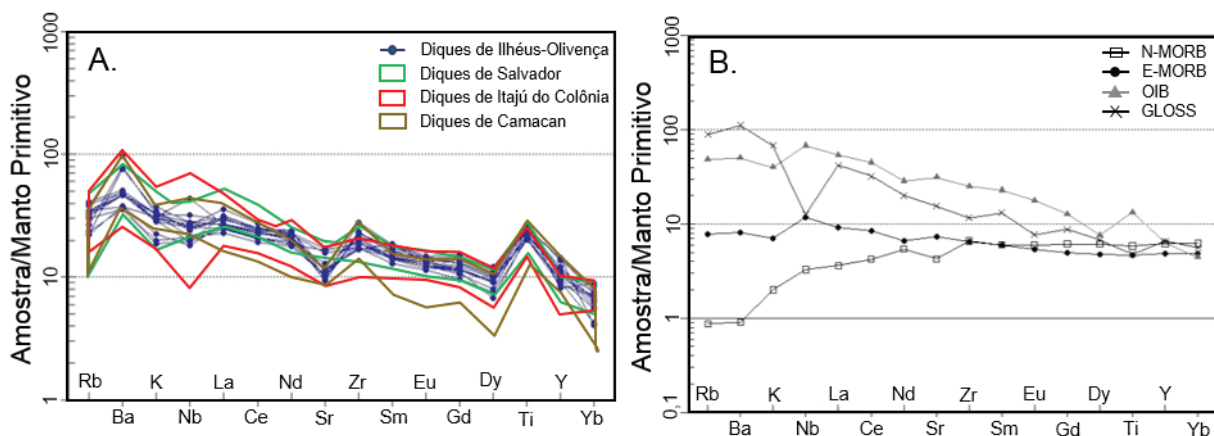 A.
Amostra/Manto Primitivo
1000
100
10
1
Diques de Ilhéus-Olivença
Diques de Salvador
Diques de Itajú do Colônia
Diques de Camacan
Rb K La Nd Zr Eu Dy Y
Ba Nb Ce Sr Sm Gd Ti Yb
B.
Amostra/Manto Primitivo
1000
100
10
1
0,1
N-MORB
E-MORB
OIB
GLOSS
Rb K La Nd Zr Eu Dy Y
Ba Nb Ce Sr Sm Gd Ti Yb